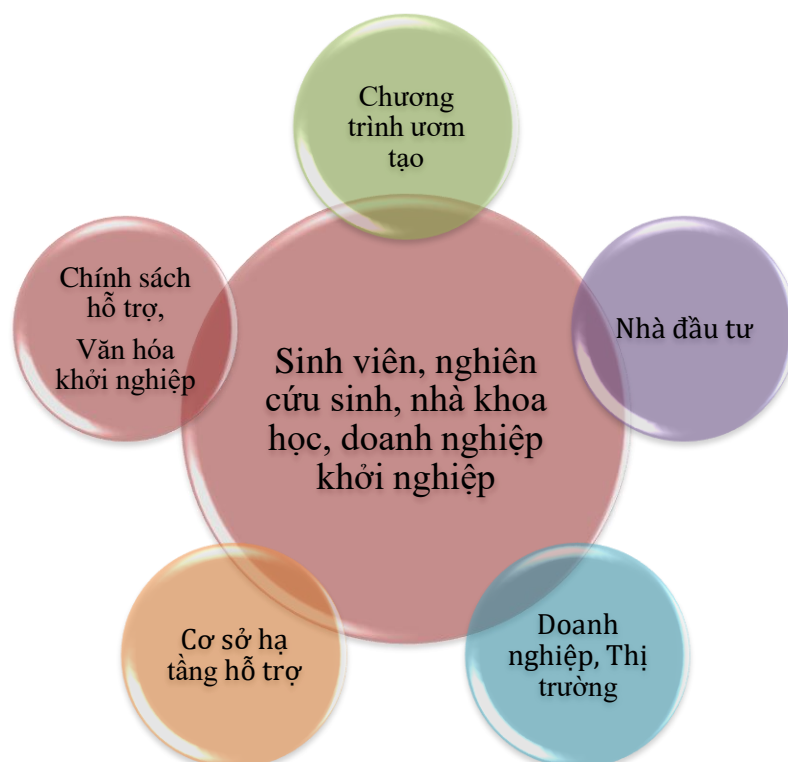 Chương
trình ươm
tạo
Chính sách
hỗ trợ,
Văn hóa
khởi nghiệp
Nhà đầu tư
Sinh viên, nghiên
cứu sinh, nhà khoa
học, doanh nghiệp
khởi nghiệp
Cơ sở hạ
tầng hỗ trợ
Doanh
nghiệp, Thị
trường